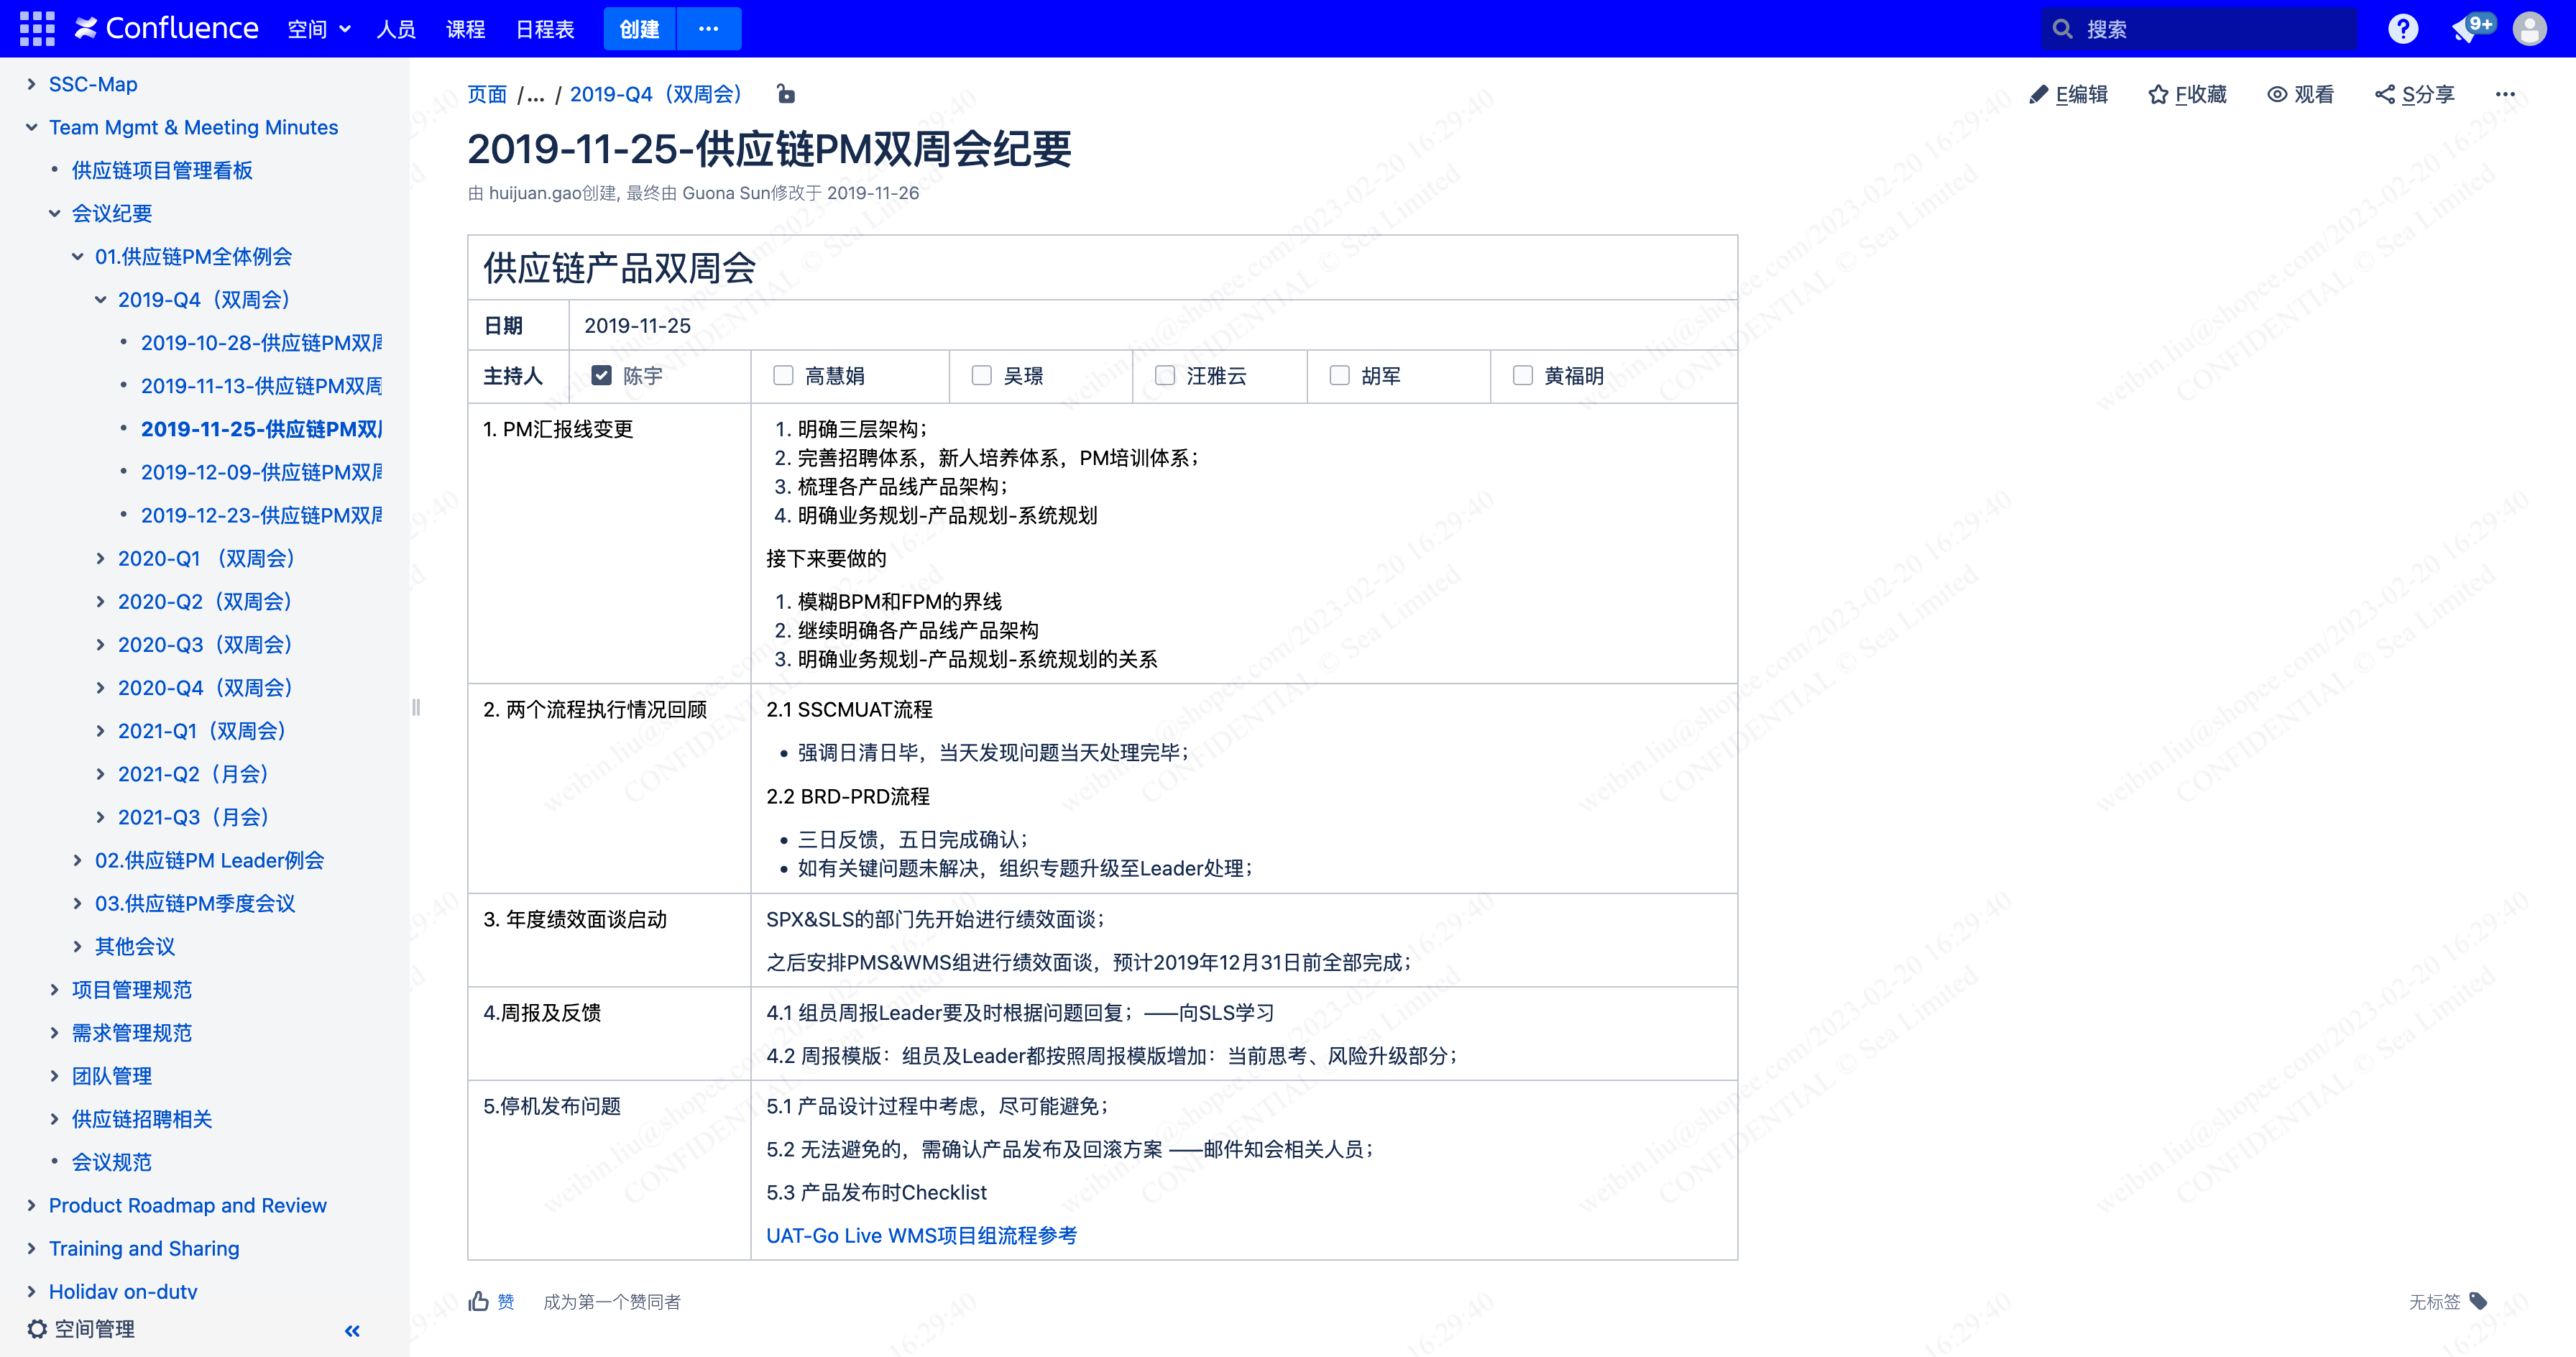 Confluence 空间 人员 课程 日程表 创建 ··· 搜索 9+
SSC-Map
Team Mgmt & Meeting Minutes
供应链项目管理看板
会议纪要
01.供应链PM全体例会
2019-Q4（双周会）
2019-10-28-供应链PM双周
2019-11-13-供应链PM双周
2019-11-25-供应链PM双周
2019-12-09-供应链PM双周
2019-12-23-供应链PM双周
2020-Q1 （双周会）
2020-Q2（双周会）
2020-Q3（双周会）
2020-Q4（双周会）
2021-Q1（双周会）
2021-Q2（月会）
2021-Q3（月会）
02.供应链PM Leader例会
03.供应链PM季度会议
其他会议
项目管理规范
需求管理规范
团队管理
供应链招聘相关
会议规范
Product Roadmap and Review
Training and Sharing
Holiday on-duty
空间管理
页面 /... / 2019-Q4（双周会）
E编辑 F收藏 观看 S分享 ···
2019-11-25-供应链PM双周会纪要
由 huijuan.gao创建, 最终由 Guona Sun修改于 2019-11-26
供应链产品双周会
日期 2019-11-25
主持人 陈宇 高慧娟 吴璟 汪雅云 胡军 黄福明
1. PM汇报线变更
1. 明确三层架构；
2. 完善招聘体系，新人培养体系，PM培训体系；
3. 梳理各产品线产品架构；
4. 明确业务规划-产品规划-系统规划
接下来要做的
1. 模糊BPM和FPM的界线
2. 继续明确各产品线产品架构
3. 明确业务规划-产品规划-系统规划的关系
2. 两个流程执行情况回顾
2.1 SSCMUAT流程
强调日清日毕，当天发现问题当天处理完毕；
2.2 BRD-PRD流程
三日反馈，五日完成确认；
如有关键问题未解决，组织专题升级至Leader处理；
3. 年度绩效面谈启动
SPX&SLS的部门先开始进行绩效面谈；
之后安排PMS&WMS组进行绩效面谈，预计2019年12月31日前全部完成；
4.周报及反馈
4.1 组员周报Leader要及时根据问题回复；——向SLS学习
4.2 周报模版：组员及Leader都按照周报模版增加：当前思考、风险升级部分；
5.停机发布问题
5.1 产品设计过程中考虑，尽可能避免；
5.2 无法避免的，需确认产品发布及回滚方案 ——邮件知会相关人员；
5.3 产品发布时Checklist
UAT-Go Live WMS项目组流程参考
赞 成为第一个赞同者
无标签
weibin.liu@shopee.com/2023-02-20 16:29:40
CONFIDENTIAL © Sea Limited